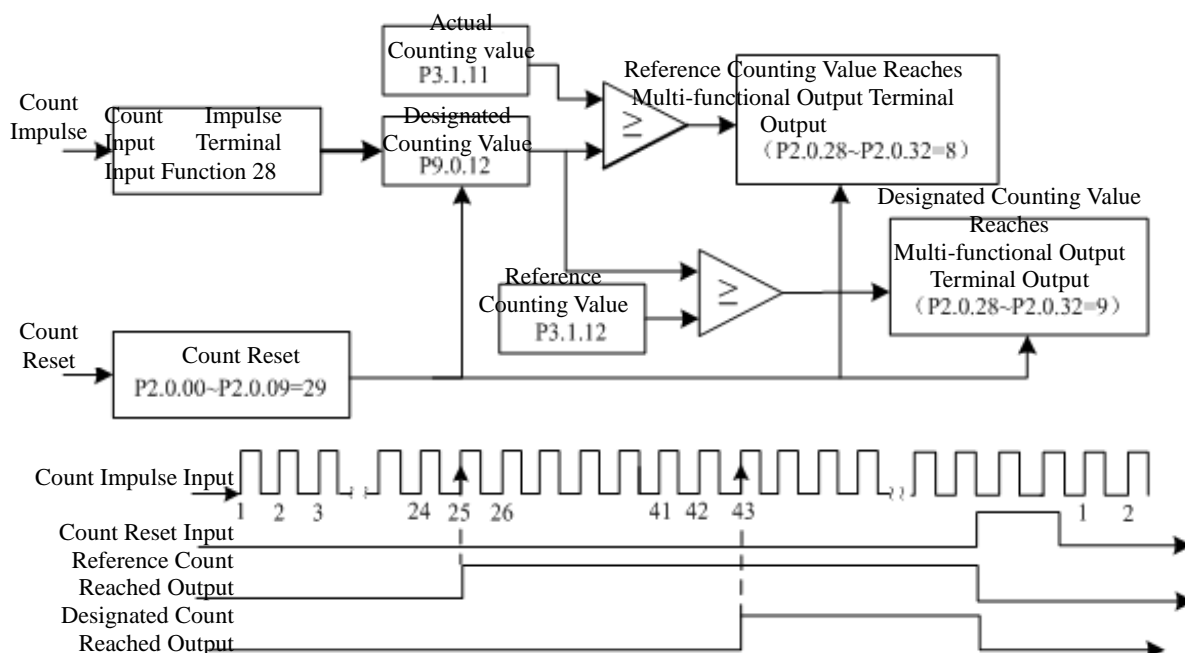 Actual
Counting value
P3.1.11
Reference Counting Value Reaches
Multi-functional Output Terminal
Output
（P2.0.28~P2.0.32=8）
Count
Impulse
Count Impulse
Input Terminal
Input Function 28
Designated
Counting Value
P9.0.12
≥
Designated Counting Value
Reaches
Multi-functional Output
Terminal Output
（P2.0.28~P2.0.32=9）
Reference
Counting Value
P3.1.12
≥
Count
Reset
Count Reset
P2.0.00~P2.0.09=29
Count Impulse Input
1 2 3 24 25 26 41 42 43 1 2
Count Reset Input
Reference Count
Reached Output
Designated Count
Reached Output